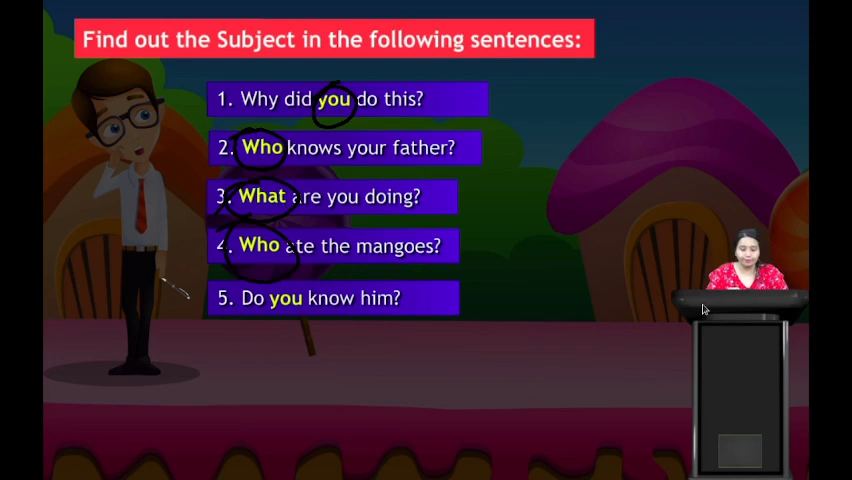 Find out the Subject in the following sentences:
1. Why did you do this?
2. Who knows your father?
3. What are you doing?
4. Who ate the mangoes?
5. Do you know him?